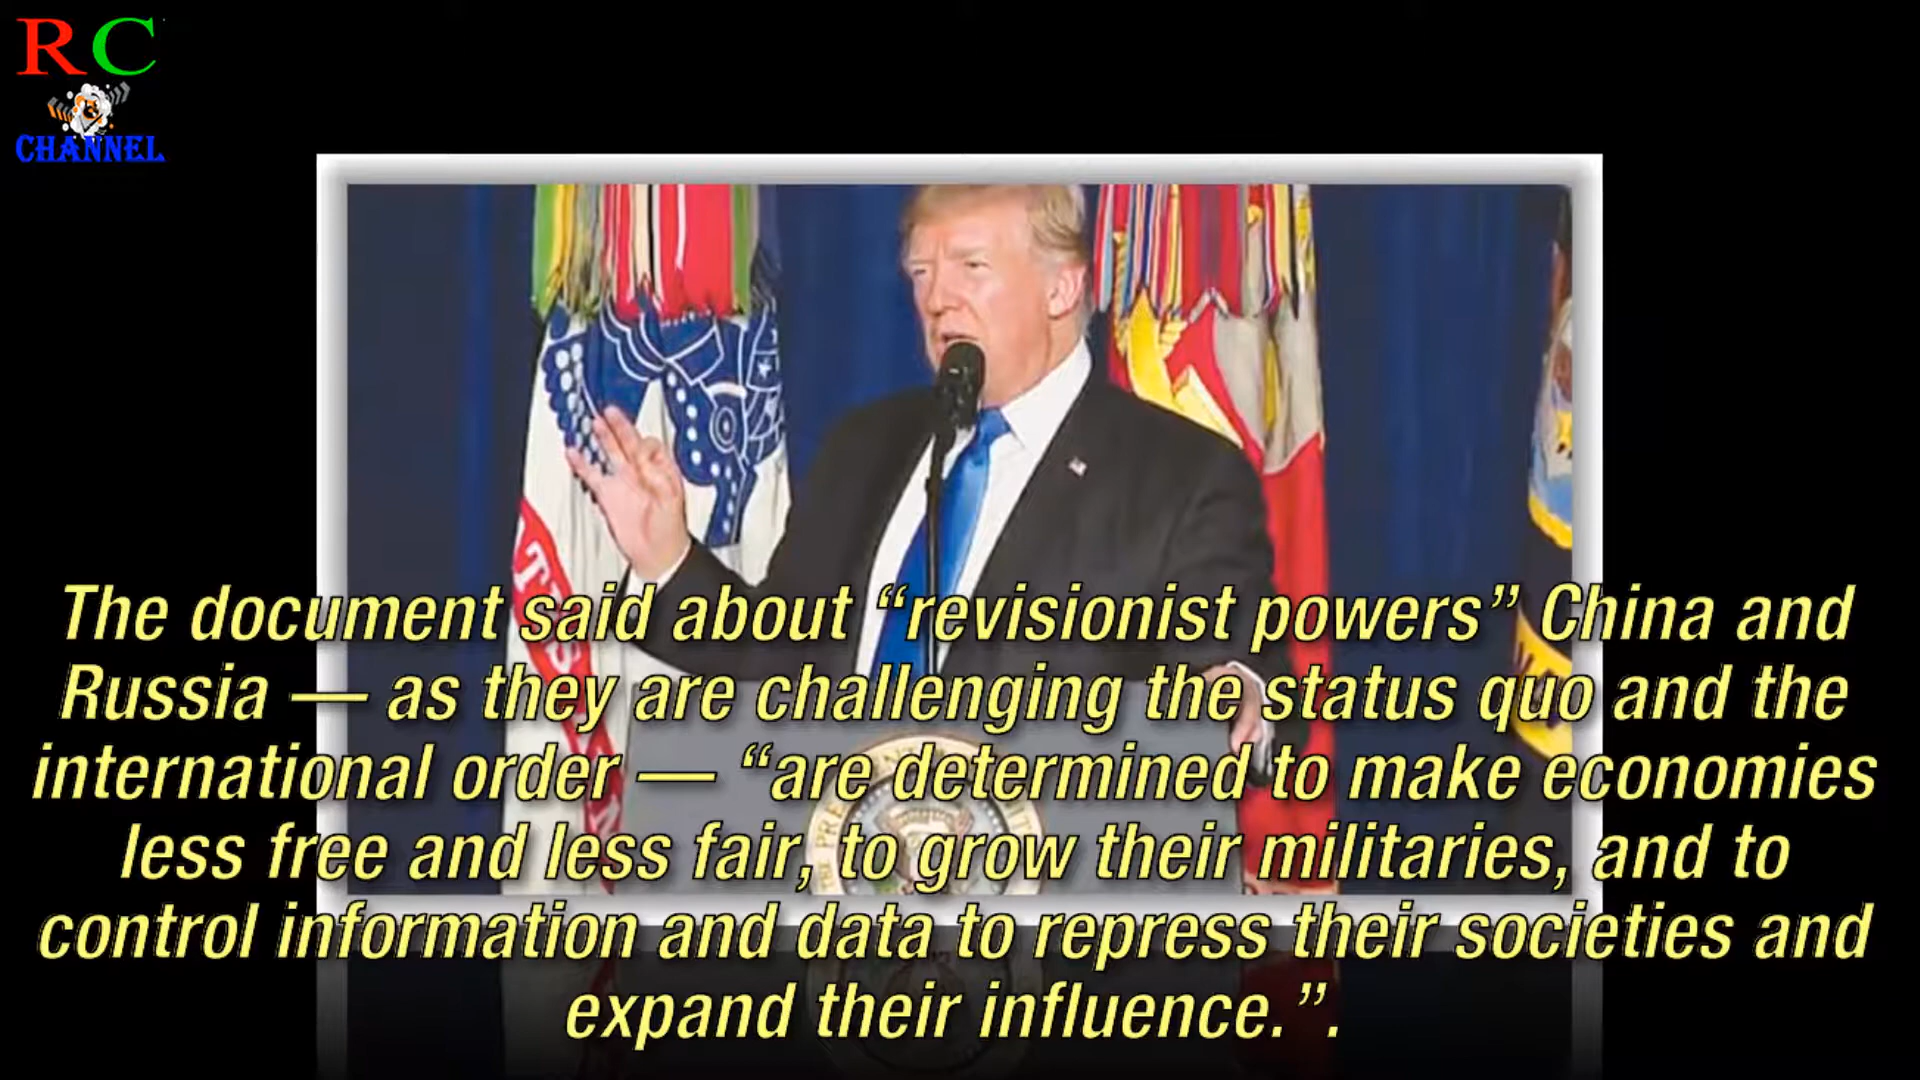 RC
CHANNEL
The document said about “revisionist powers” China and
Russia — as they are challenging the status quo and the
international order — “are determined to make economies
less free and less fair, to grow their militaries, and to
control information and data to repress their societies and
expand their influence.”.